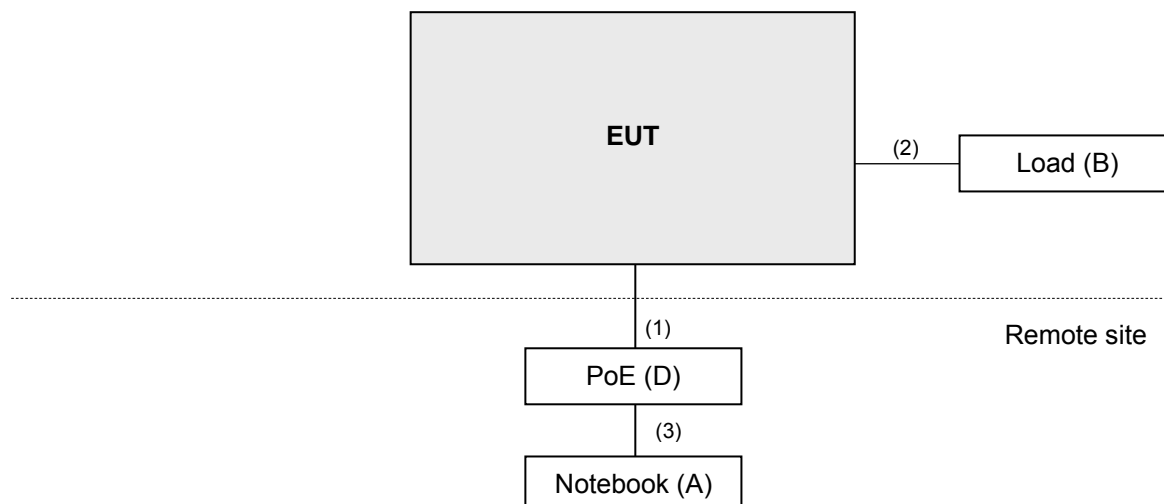 EUT
(2)
Load (B)
Remote site
(1)
PoE (D)
(3)
Notebook (A)